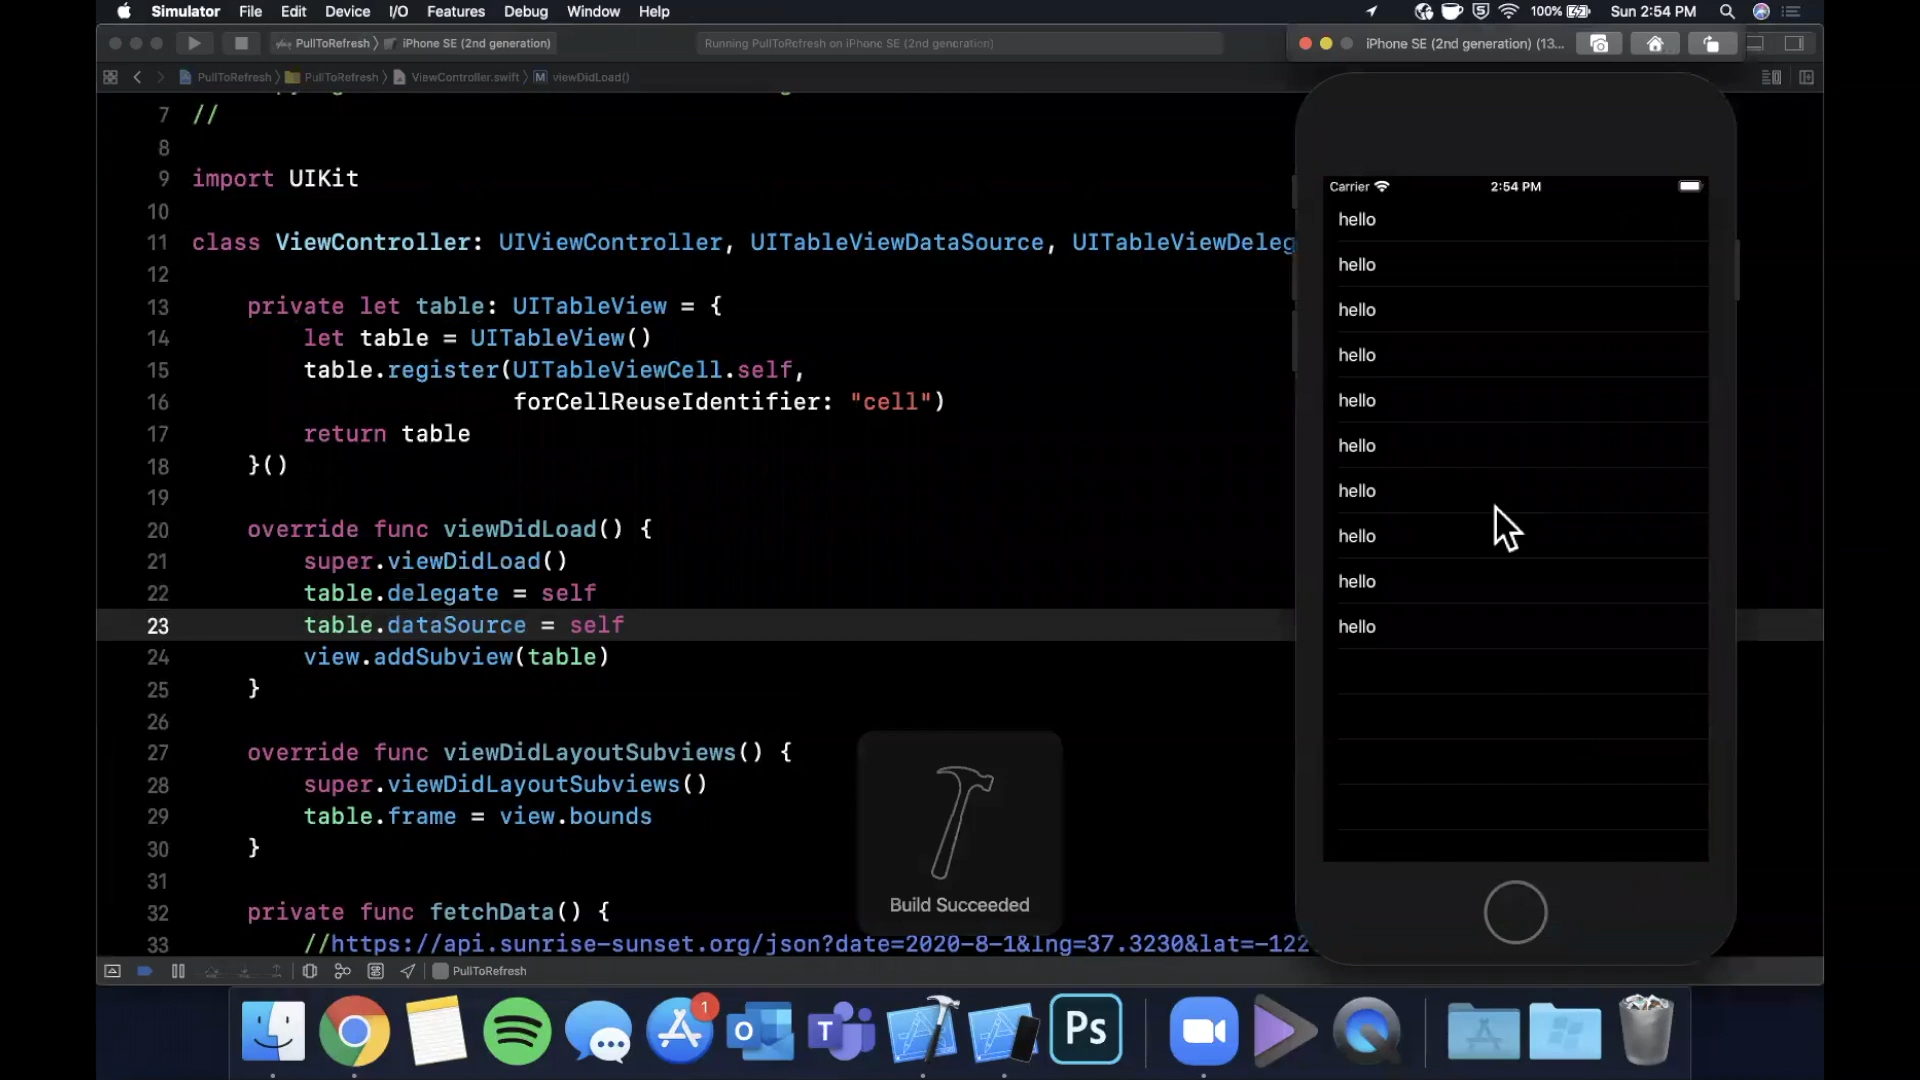 Simulator File Edit View Device I/O Features Debug Window Help 100% Sun 2:54 PM
PullToRefresh iPhone SE (2nd generation) Running PullToRefresh on iPhone SE (2nd generation) iPhone SE (2nd generation) (13...
PullToRefresh PullToRefresh ViewController.swift M viewDidLoad()
7 //
8
9 import UIKit
10
11 class ViewController: UIViewController, UITableViewDataSource, UITableViewDeleg
12
13 private let table: UITableView = {
14 let table = UITableView()
15 table.register(UITableViewCell.self,
16 forCellReuseIdentifier: "cell")
17 return table
18 }()
19
20 override func viewDidLoad() {
21 super.viewDidLoad()
22 table.delegate = self
23 table.dataSource = self
24 view.addSubview(table)
25 }
26
27 override func viewDidLayoutSubviews() {
28 super.viewDidLayoutSubviews()
29 table.frame = view.bounds
30 }
31
32 private func fetchData() {
33 //https://api.sunrise-sunset.org/json?date=2020-8-1&lng=37.3230&lat=-122
Build Succeeded
Carrier 2:54 PM
hello
hello
hello
hello
hello
hello
hello
hello
hello
hello
PullToRefresh
1
Ps